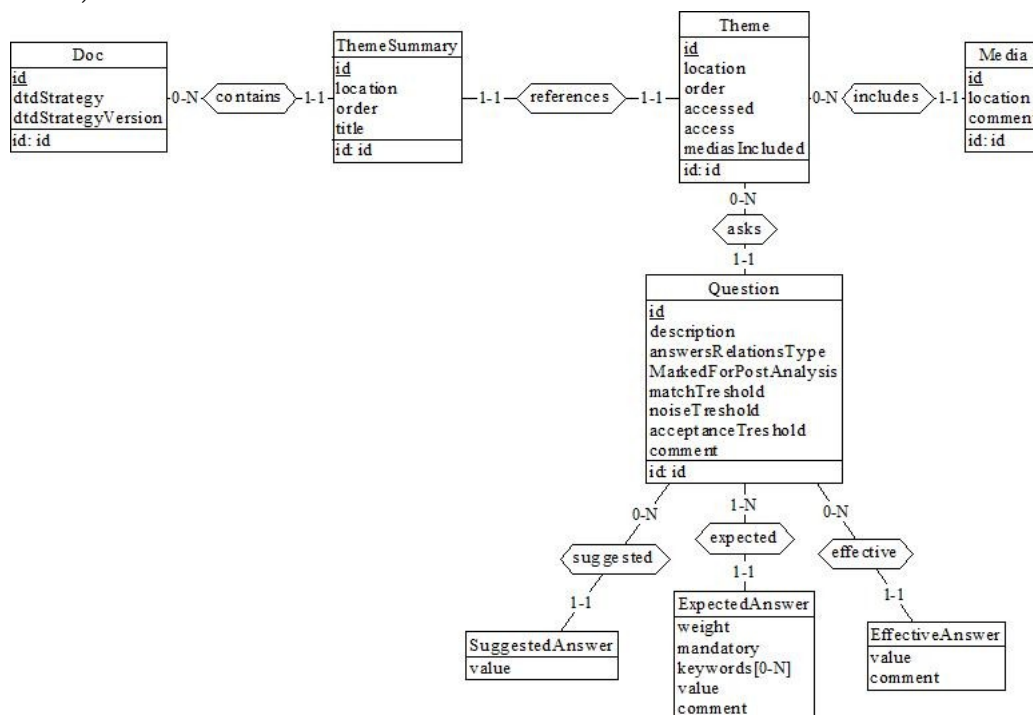 Doc
id
dtdStrategy
dtdStrategyVersion
id: id
0-N
contains
1-1
ThemeSummary
id
location
order
title
id: id
1-1
references
1-1
Theme
id
location
order
accessed
access
mediasIncluded
id: id
0-N
includes
1-1
Media
id
location
comment
id: id
0-N
asks
1-1
Question
id
description
answersRelationsType
MarkedForPostAnalysis
matchTreshold
noiseTreshold
acceptanceTreshold
comment
id: id
0-N
suggested
1-1
SuggestedAnswer
value
1-N
expected
1-1
ExpectedAnswer
weight
mandatory
keywords[0-N]
value
comment
0-N
effective
1-1
EffectiveAnswer
value
comment